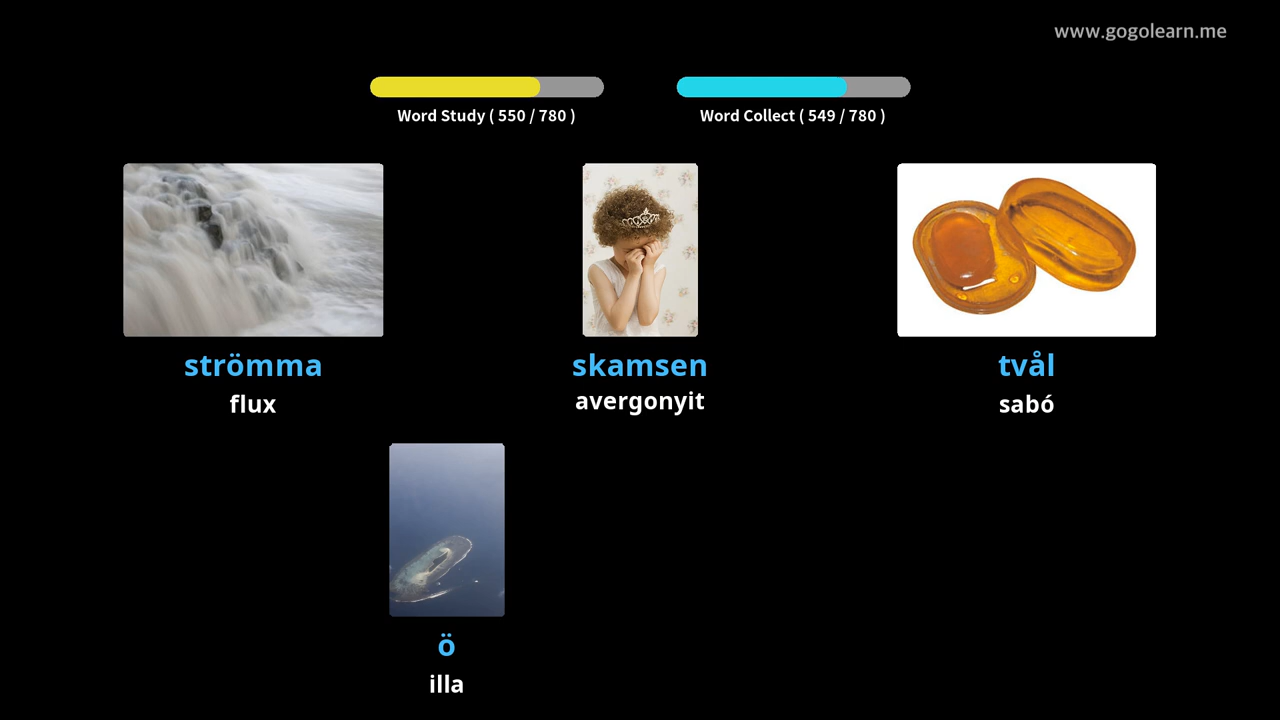 www.gogolearn.me
Word Study ( 550 / 780 )
Word Collect ( 549 / 780 )
strömma
flux
skamsen
avergonyit
tvål
sabó
ö
illa